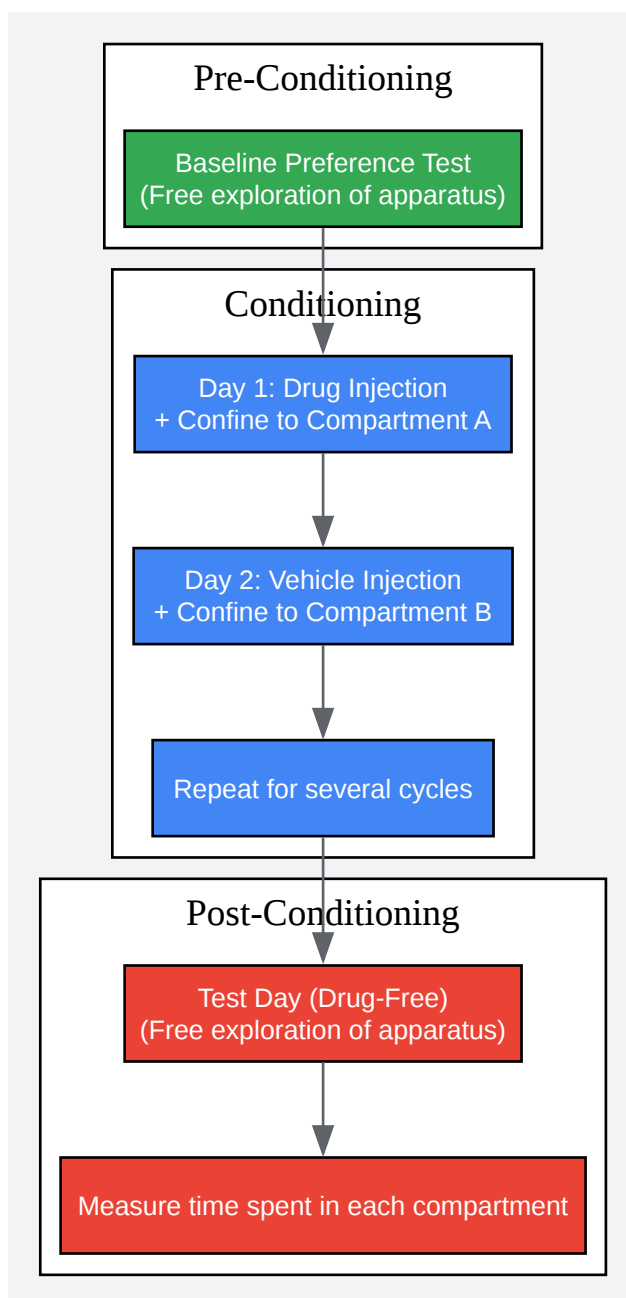 Pre-Conditioning
Baseline Preference Test
(Free exploration of apparatus)
Conditioning
Day 1: Drug Injection
+ Confine to Compartment A
Day 2: Vehicle Injection
+ Confine to Compartment B
Repeat for several cycles
Post-Conditioning
Test Day (Drug-Free)
(Free exploration of apparatus)
Measure time spent in each compartment